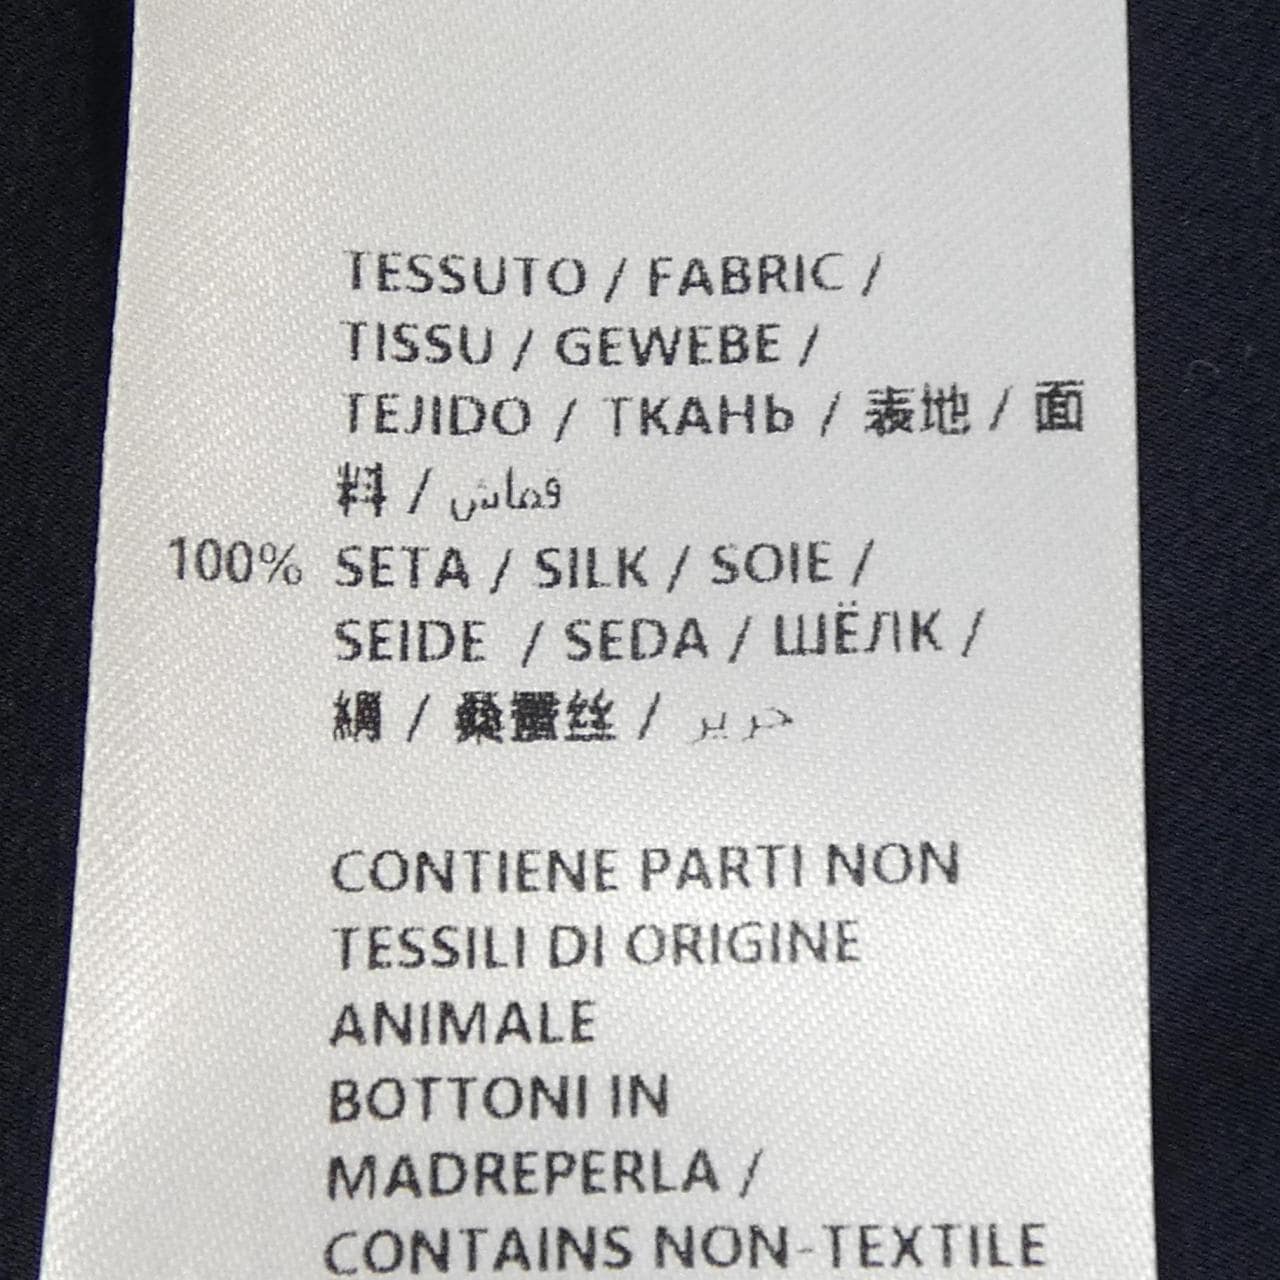 TESSUTO / FABRIC /
TISSU / GEWEBE /
TEJIDO / ТКАНЬ / 表地 / 面
料 / قماش
100% SETA / SILK / SOIE /
SEIDE / SEDA / ШЁЛК /
絹 / 桑蚕丝 / حرير
CONTIENE PARTI NON
TESSILI DI ORIGINE
ANIMALE
BOTTONI IN
MADREPERLA /
CONTAINS NON-TEXTILE